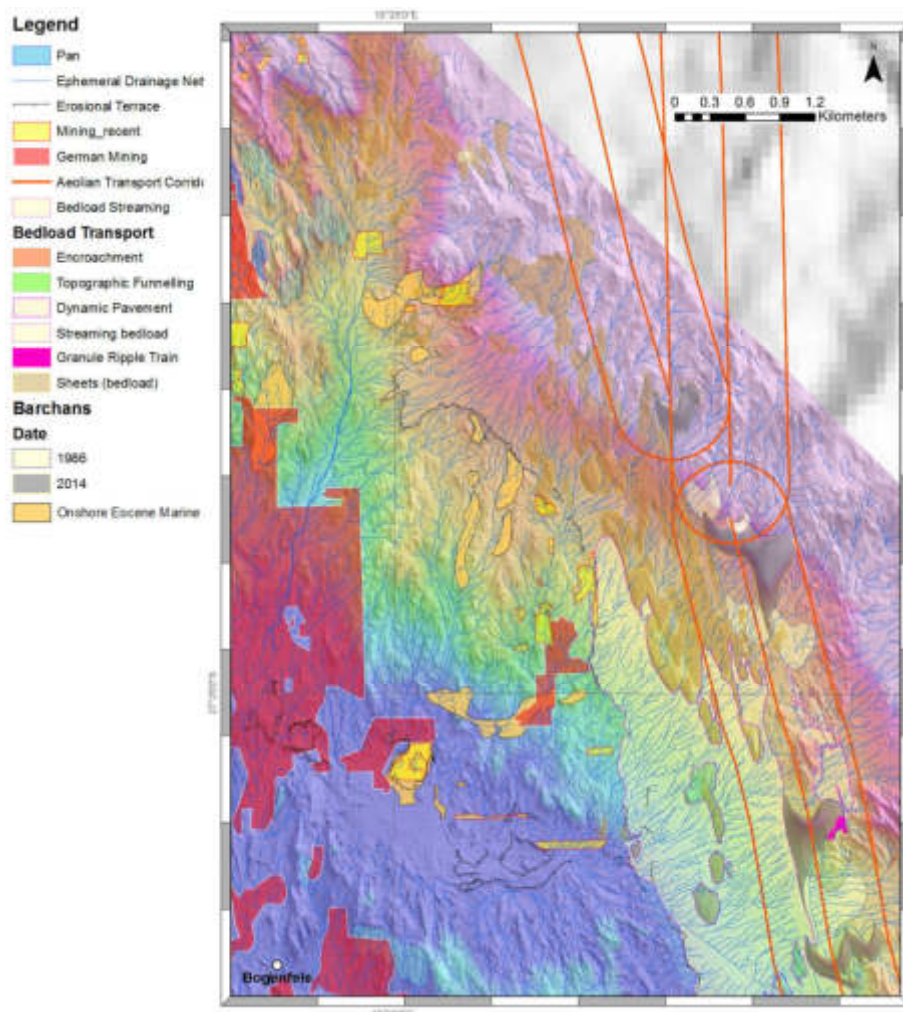 Legend
Pan
Ephemeral Drainage Net
Erosional Terrace
Mining_recent
German Mining
Aeolian Transport Corrid
Bedload Streaming
Bedload Transport
Encroachment
Topographic Funnelling
Dynamic Pavement
Streaming bedload
Granule Ripple Train
Sheets (bedload)
Barchans
Date
1986
2014
Onshore Eocene Marine
N
0 0.3 0.6 0.9 1.2
Kilometers
Bogenfels